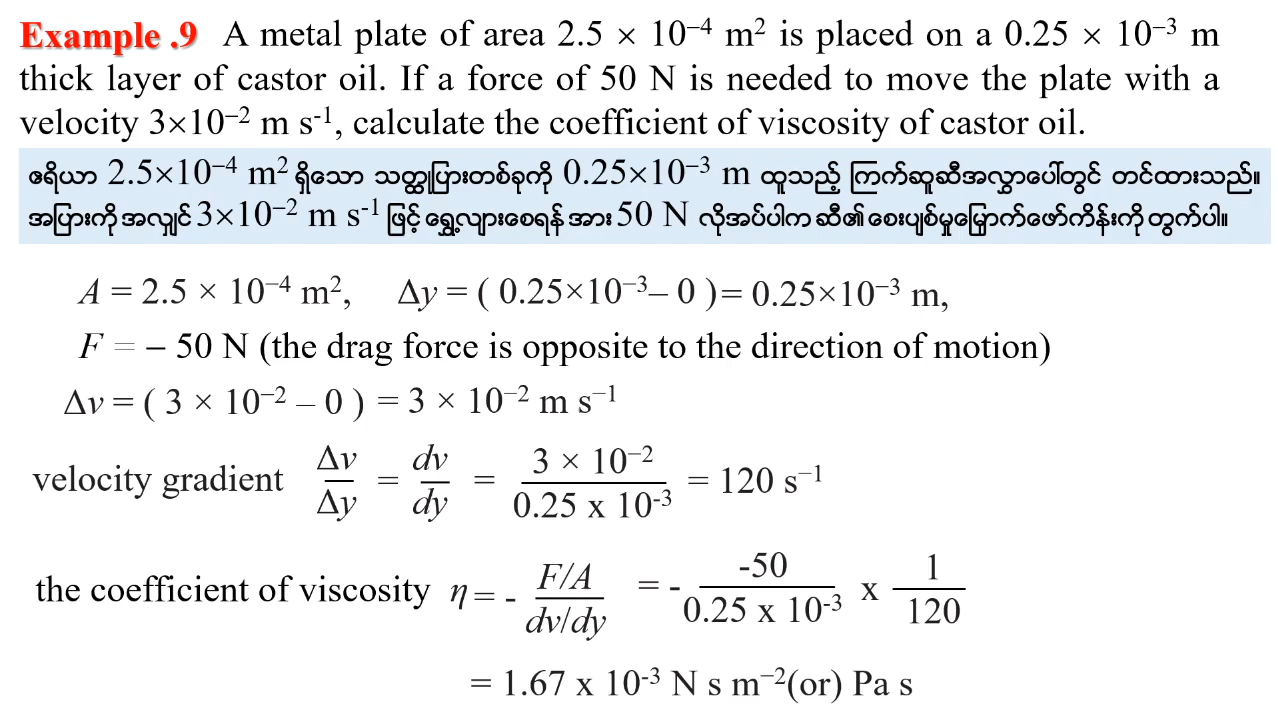 Example .9 A metal plate of area 2.5 × 10⁻⁴ m² is placed on a 0.25 × 10⁻³ m
thick layer of castor oil. If a force of 50 N is needed to move the plate with a
velocity 3×10⁻² m s⁻¹, calculate the coefficient of viscosity of castor oil.
ဧရိယာ 2.5×10⁻⁴ m² ရှိသော သတ္ထုပြားတစ်ခုကို 0.25×10⁻³ m ထူသည့် ကြက်ဆူဆီအလွှာပေါ်တွင် တင်ထားသည်။
အပြားကို အလျှင် 3×10⁻² m s⁻¹ ဖြင့် ရွှေ့လျားစေရန် အား 50 N လိုအပ်ပါက ဆီ၏ စေးပျစ်မှုမြှောက်ဖော်ကိန်းကို တွက်ပါ။
A = 2.5 × 10⁻⁴ m², Δy = ( 0.25×10⁻³– 0 )= 0.25×10⁻³ m,
F = – 50 N (the drag force is opposite to the direction of motion)
Δv = ( 3 × 10⁻² – 0 ) = 3 × 10⁻² m s⁻¹
velocity gradient Δv/Δy = dv/dy = 3 × 10⁻² / 0.25 x 10⁻³ = 120 s⁻¹
the coefficient of viscosity η = - F/A / dv/dy = - -50 / 0.25 x 10⁻³ x 1 / 120
= 1.67 x 10⁻³ N s m⁻²(or) Pa s